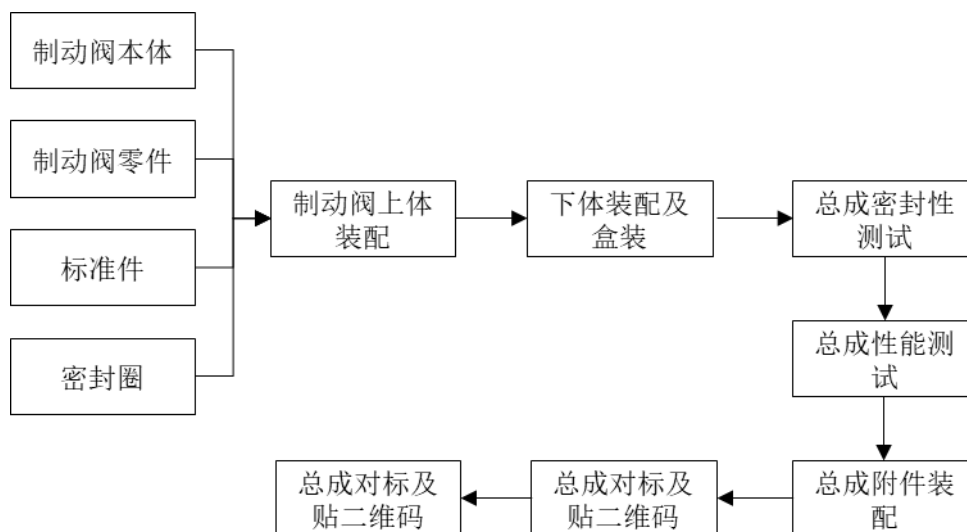 制动阀本体
制动阀零件
标准件
密封圈
制动阀上体
装配
下体装配及
盒装
总成密封性
测试
总成性能测
试
总成附件装
配
总成对标及
贴二维码
总成对标及
贴二维码